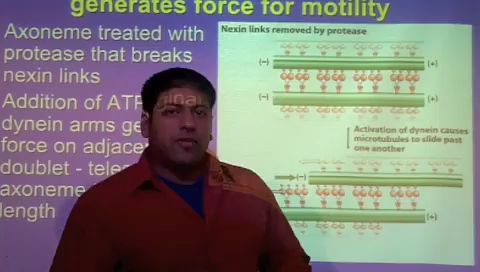 generates force for motility
Axoneme treated with
protease that breaks
nexin links
Addition of ATP
dynein arms
force on adjace
doublet - teles
axoneme
length
Nexin links removed by protease
(−) (+)
(−) (+)
Activation of dynein causes
microtubules to slide past
one another
(−) (+)
(+)